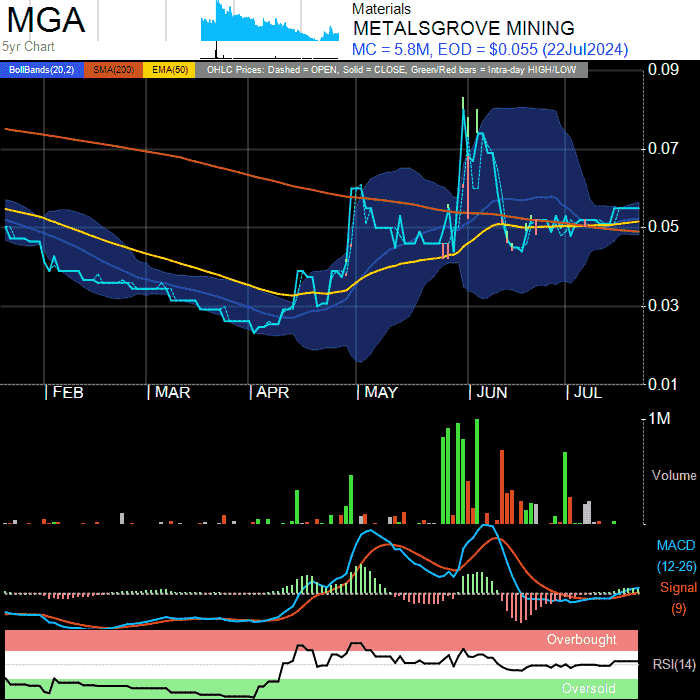 MGA
5yr Chart
Materials
METALSGROVE MINING
MC = 5.8M, EOD = $0.055 (22Jul2024)
BollBands(20,2) SMA(200) EMA(50) OHLC Prices: Dashed = OPEN, Solid = CLOSE, Green/Red bars = Intra-day HIGH/LOW
0.09
0.07
0.05
0.03
0.01
| FEB | MAR | APR | MAY | JUN | JUL
1M
Volume
MACD
(12-26)
Signal
(9)
Overbought
RSI(14)
Oversold